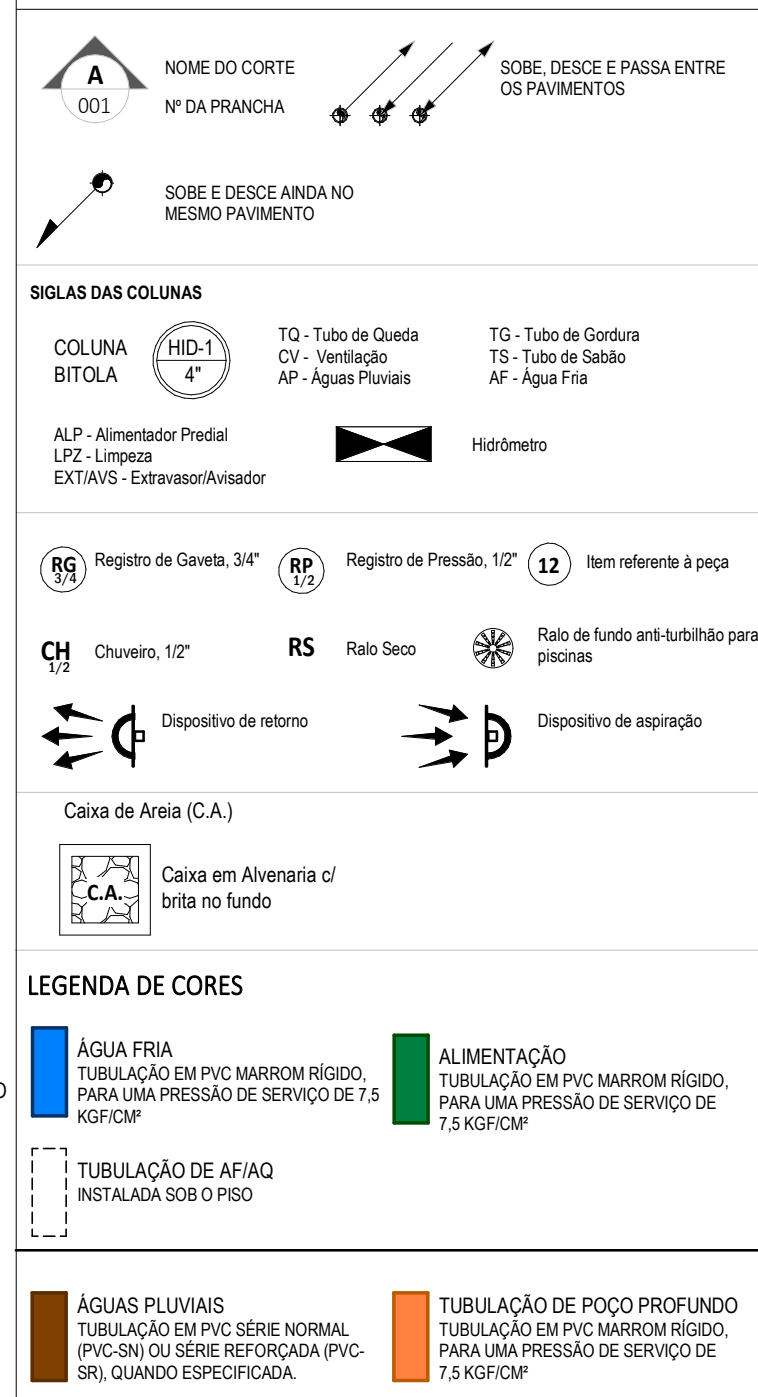 A
001
NOME DO CORTE
Nº DA PRANCHA
SOBE, DESCE E PASSA ENTRE
OS PAVIMENTOS
SOBE E DESCE AINDA NO
MESMO PAVIMENTO
SIGLAS DAS COLUNAS
COLUNA
BITOLA
HID-1
4"
TQ - Tubo de Queda
CV - Ventilação
AP - Águas Pluviais
TG - Tubo de Gordura
TS - Tubo de Sabão
AF - Água Fria
ALP - Alimentador Predial
LPZ - Limpeza
EXT/AVS - Extravasor/Avisador
Hidrômetro
RG
3/4
Registro de Gaveta, 3/4"
RP
1/2
Registro de Pressão, 1/2"
12
Item referente à peça
CH
1/2
Chuveiro, 1/2"
RS
Ralo Seco
Ralo de fundo anti-turbilhão para
piscinas
Dispositivo de retorno
Dispositivo de aspiração
Caixa de Areia (C.A.)
C.A.
Caixa em Alvenaria c/
brita no fundo
LEGENDA DE CORES
ÁGUA FRIA
TUBULAÇÃO EM PVC MARROM RÍGIDO,
PARA UMA PRESSÃO DE SERVIÇO DE 7,5
KGF/CM²
ALIMENTAÇÃO
TUBULAÇÃO EM PVC MARROM RÍGIDO,
PARA UMA PRESSÃO DE SERVIÇO DE
7,5 KGF/CM²
TUBULAÇÃO DE AF/AQ
INSTALADA SOB O PISO
ÁGUAS PLUVIAIS
TUBULAÇÃO EM PVC SÉRIE NORMAL
(PVC-SN) OU SÉRIE REFORÇADA (PVC-
SR), QUANDO ESPECIFICADA.
TUBULAÇÃO DE POÇO PROFUNDO
TUBULAÇÃO EM PVC MARROM RÍGIDO,
PARA UMA PRESSÃO DE SERVIÇO DE
7,5 KGF/CM²